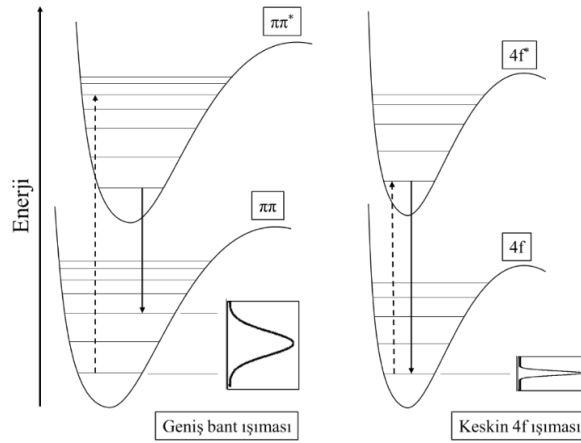 ππ*
4f*
Enerji
ππ
4f
Geniş bant ışıması
Keskin 4f ışıması